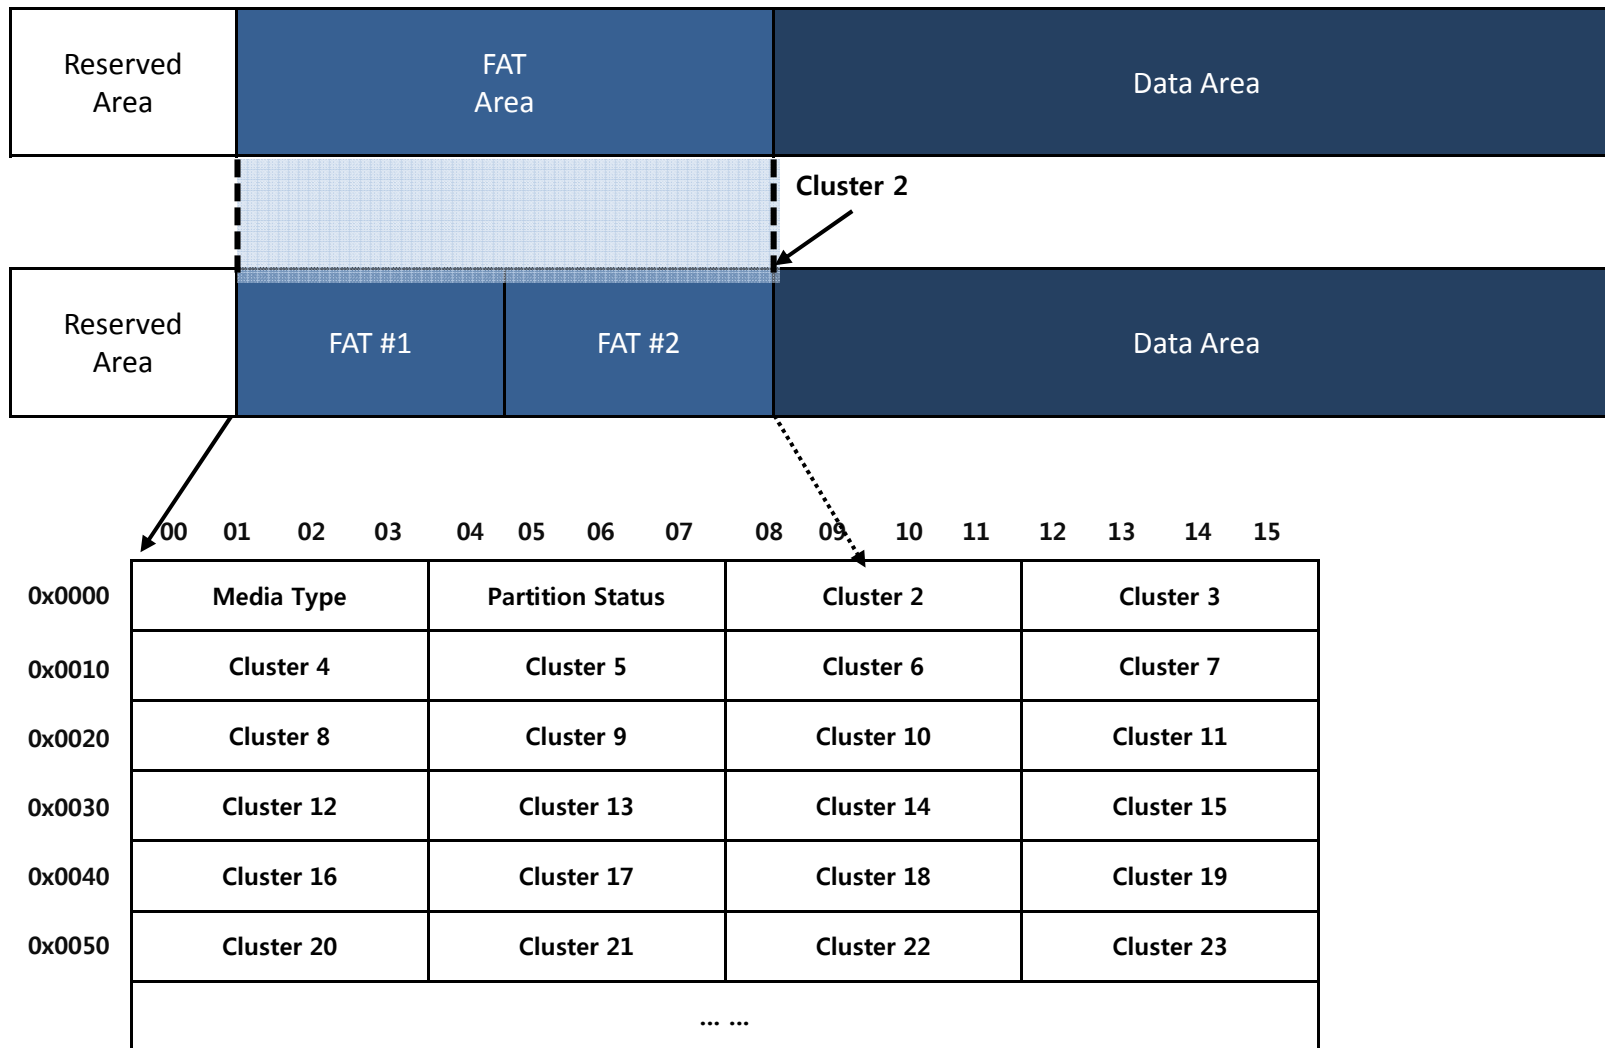 Reserved
Area
FAT
Area
Data Area
Cluster 2
Reserved
Area
FAT #1
FAT #2
Data Area
00 01 02 03 04 05 06 07 08 09 10 11 12 13 14 15
0x0000 Media Type Partition Status Cluster 2 Cluster 3
0x0010 Cluster 4 Cluster 5 Cluster 6 Cluster 7
0x0020 Cluster 8 Cluster 9 Cluster 10 Cluster 11
0x0030 Cluster 12 Cluster 13 Cluster 14 Cluster 15
0x0040 Cluster 16 Cluster 17 Cluster 18 Cluster 19
0x0050 Cluster 20 Cluster 21 Cluster 22 Cluster 23
... ...